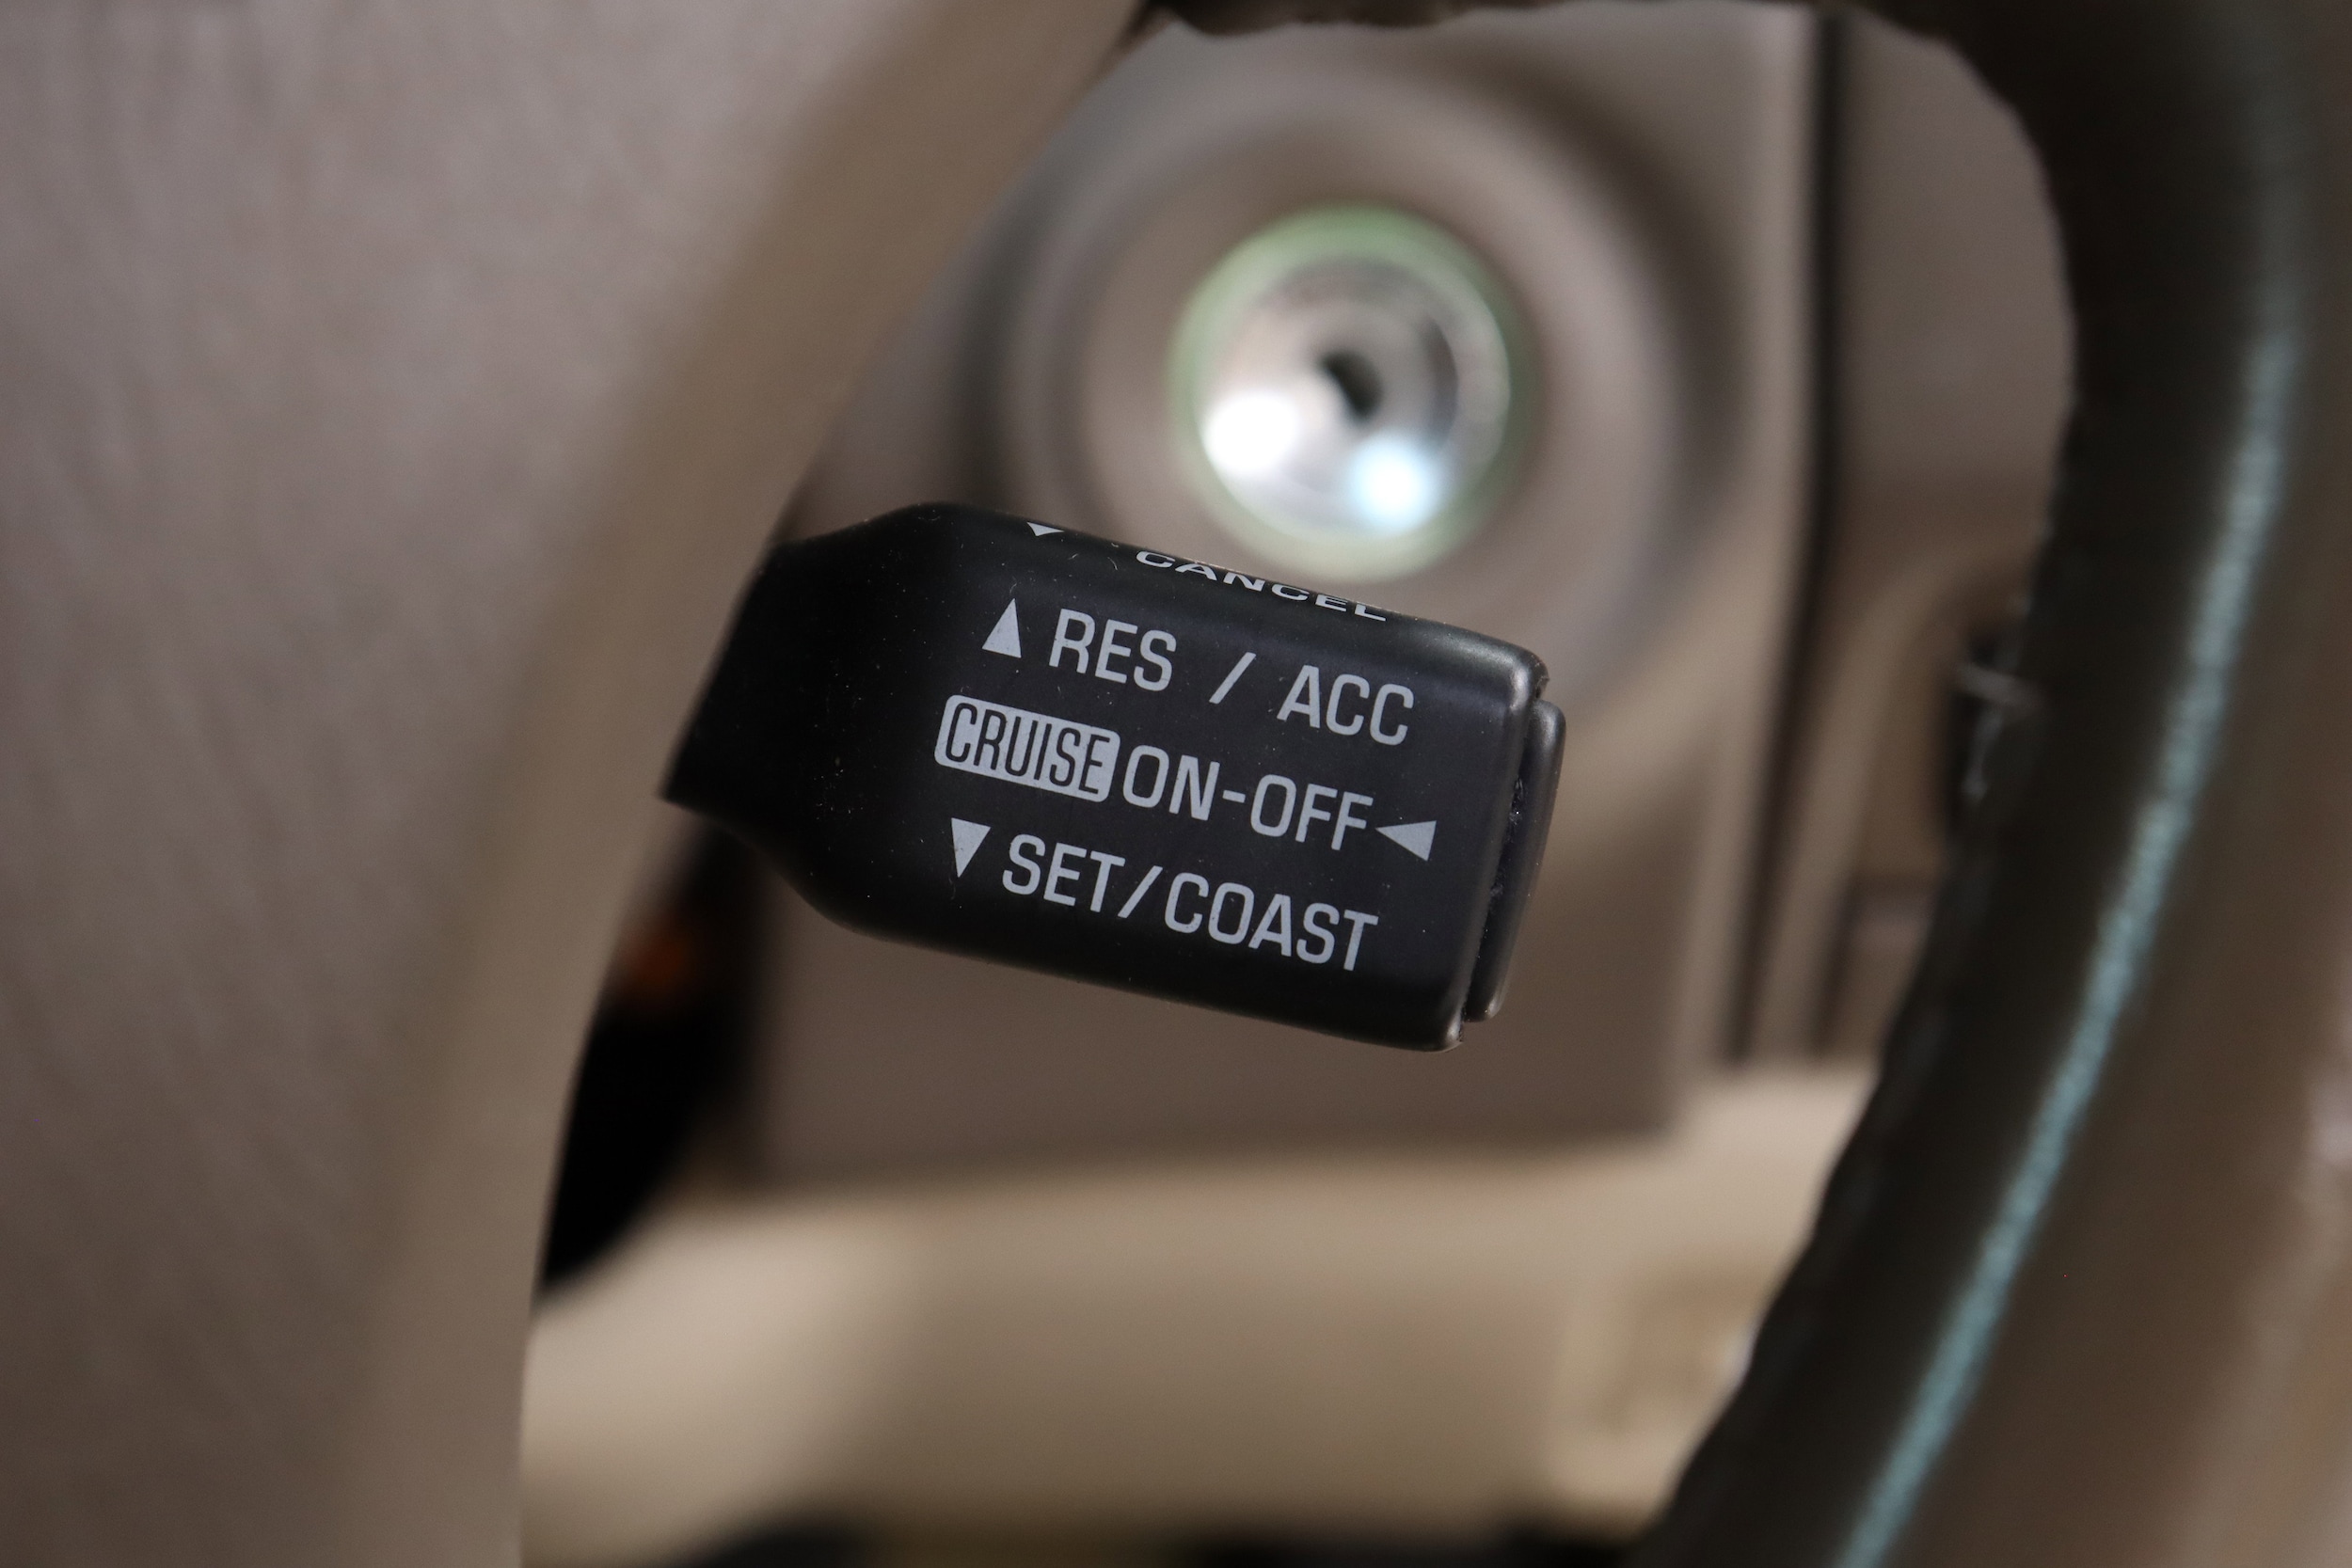 ▼ CANCEL
▲ RES / ACC
CRUISE ON-OFF ◀
▼ SET/COAST